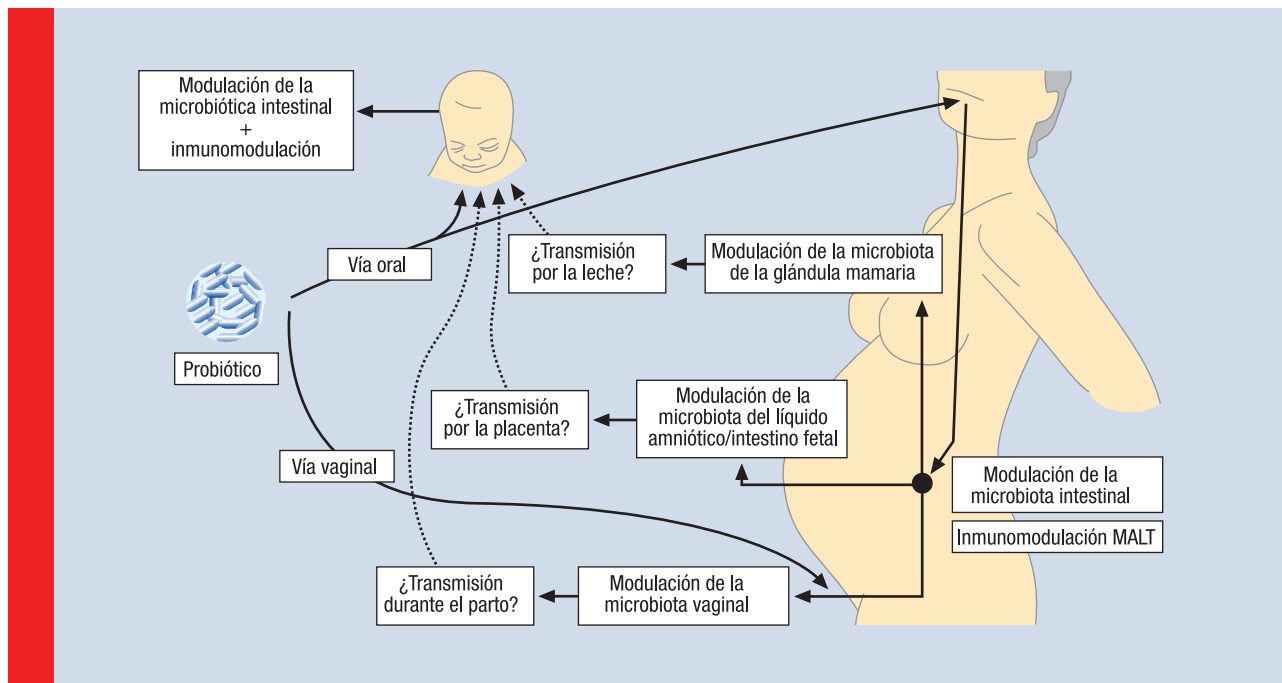 Modulación de la
microbiótica intestinal
+
inmunomodulación
Vía oral
¿Transmisión
por la leche?
Modulación de la microbiota
de la glándula mamaria
Probiótico
¿Transmisión
por la placenta?
Modulación de la
microbiota del líquido
amniótico/intestino fetal
Vía vaginal
Modulación de la
microbiota intestinal
Inmunomodulación MALT
¿Transmisión
durante el parto?
Modulación de la
microbiota vaginal